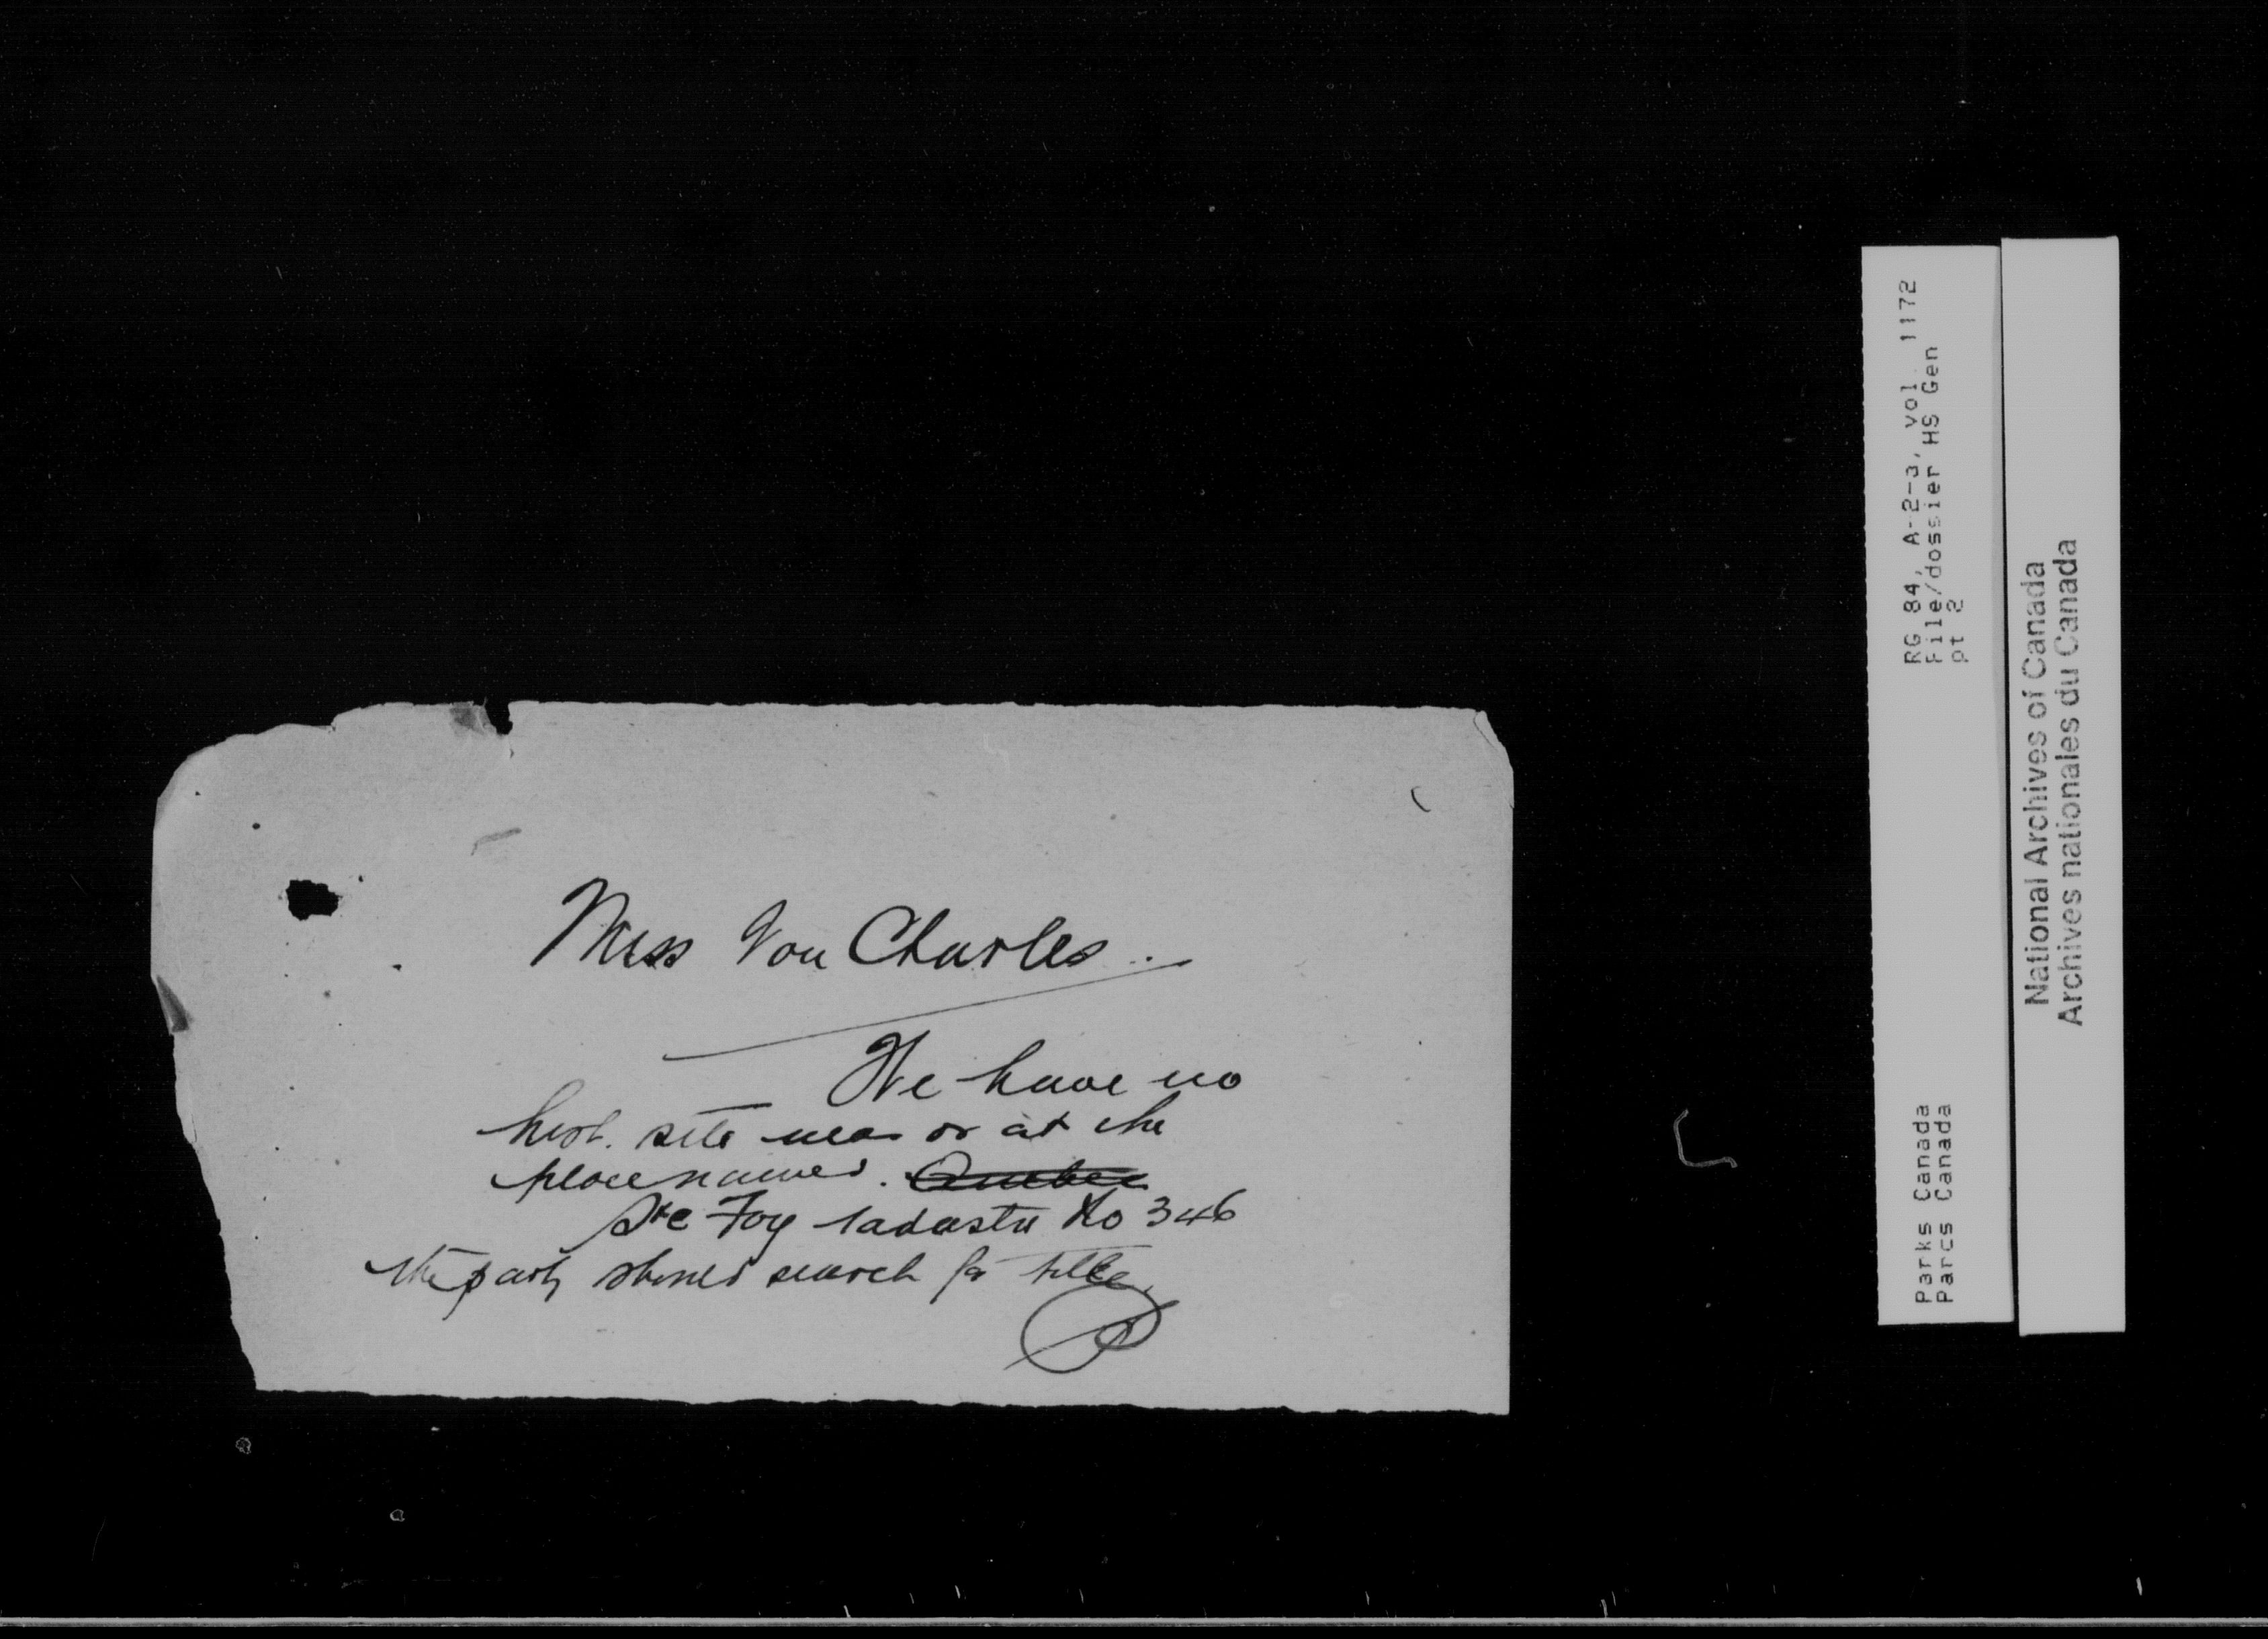 Miss Von Charles.
We have no
hist. site near or at the
place named. ~~Quebec~~
Ste Foy Cadastre No 346
The party should search for title.
RG 84, A-2-a, vol. 1172
File/dossier HS Gen
pt 2
Parks Canada
Parcs Canada
National Archives of Canada
Archives nationales du Canada